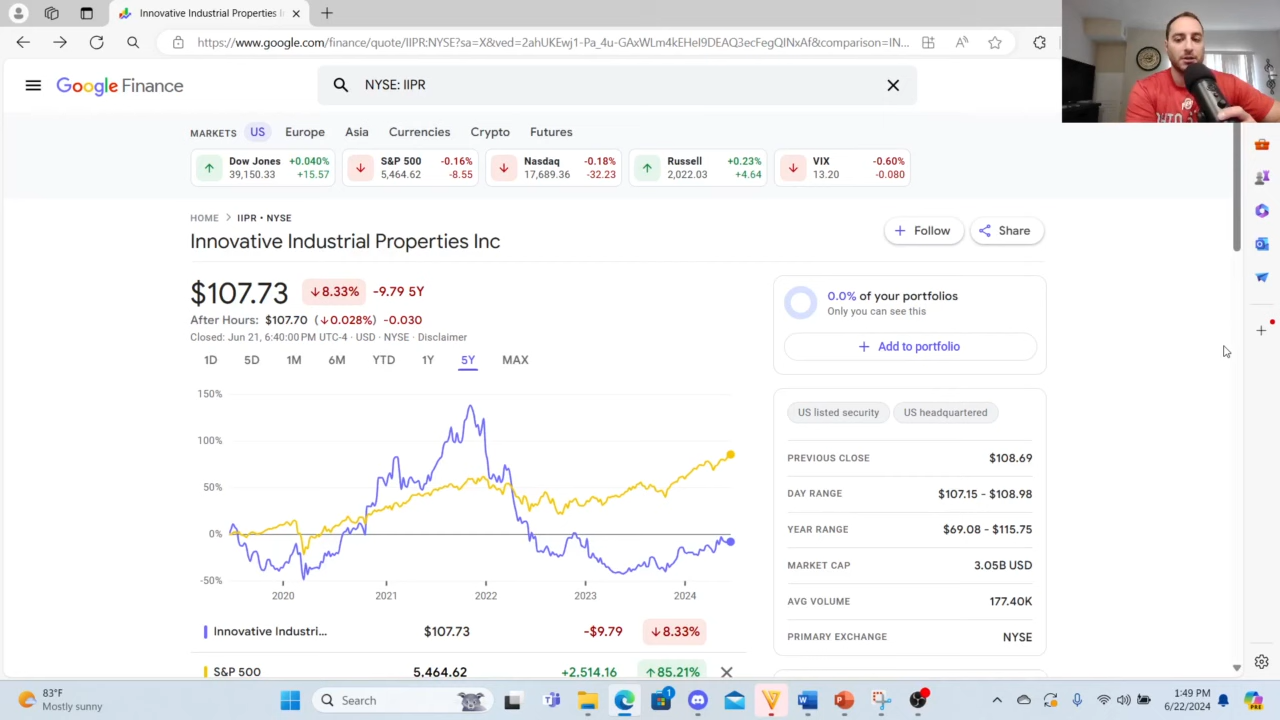 Innovative Industrial Properties I
https://www.google.com/finance/quote/IIPR:NYSE?sa=X&ved=2ahUKEwj1-Pa_4u-GAxWLm4kEHeI9DEAQ3ecFegQINxAf&comparison=IN...
Google Finance
NYSE: IIPR
MARKETS US Europe Asia Currencies Crypto Futures
Dow Jones +0.040% S&P 500 -0.16% Nasdaq -0.18% Russell +0.23% VIX -0.60%
39,150.33 +15.57 5,464.62 -8.55 17,689.36 -32.23 2,022.03 +4.64 13.20 -0.080
HOME > IIPR • NYSE
Innovative Industrial Properties Inc
+ Follow Share
$107.73 ↓8.33% -9.79 5Y
After Hours: $107.70 (↓0.028%) -0.030
Closed: Jun 21, 6:40:00 PM UTC-4 · USD · NYSE · Disclaimer
1D 5D 1M 6M YTD 1Y 5Y MAX
150%
100%
50%
0%
-50%
2020 2021 2022 2023 2024
Innovative Industri... $107.73 -$9.79 ↓8.33%
S&P 500 5,464.62 +2,514.16 ↑85.21%
0.0% of your portfolios
Only you can see this
+ Add to portfolio
US listed security US headquartered
PREVIOUS CLOSE $108.69
DAY RANGE $107.15 - $108.98
YEAR RANGE $69.08 - $115.75
MARKET CAP 3.05B USD
AVG VOLUME 177.40K
PRIMARY EXCHANGE NYSE
83°F
Mostly sunny
Search
1
1:49 PM
6/22/2024